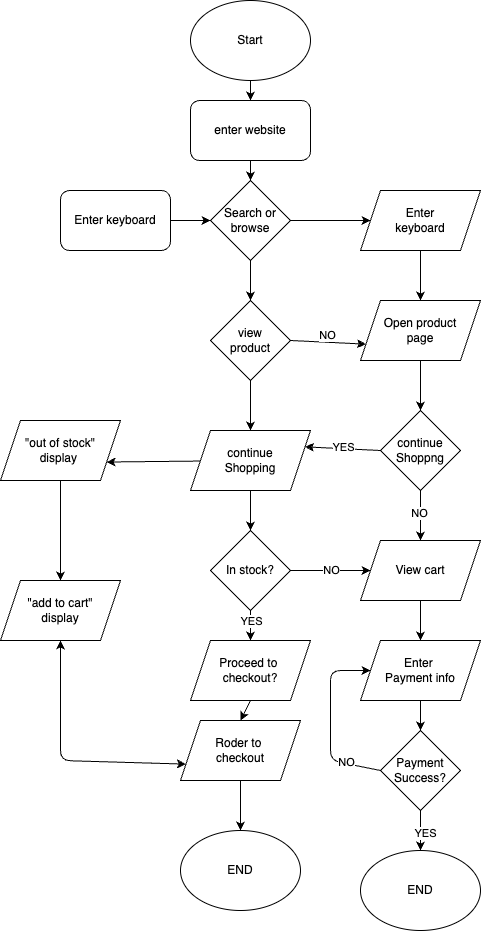 Start
enter website
Enter keyboard
Search or
browse
Enter
keyboard
view
product
NO
Open product
page
"out of stock"
display
continue
Shopping
YES
continue
Shoppng
NO
In stock?
NO
View cart
"add to cart"
display
YES
Proceed to
checkout?
Enter
Payment info
Roder to
checkout
NO
Payment
Success?
YES
END
END